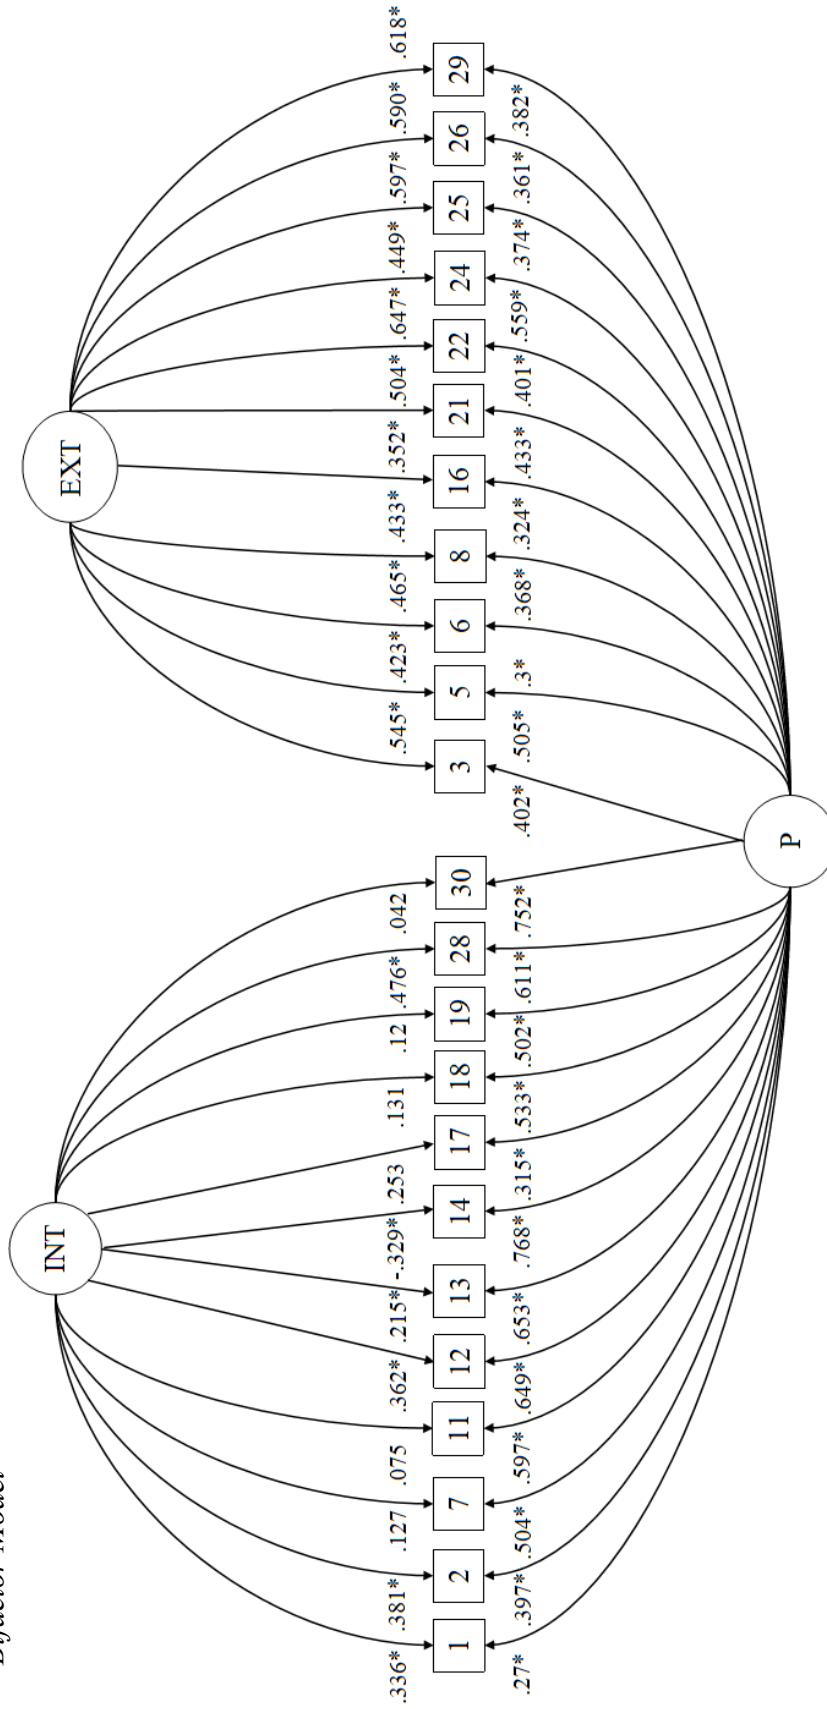 Bifactor Model
INT EXT
.336* .381* .127 .075 .362* .215* -.329* .253 .131 .12 .476* .042 .545* .423* .465* .433* .352* .504* .647* .449* .597* .590* .618*
1 2 7 11 12 13 14 17 18 19 28 30 3 5 6 8 16 21 22 24 25 26 29
.27* .397* .504* .597* .649* .653* .768* .315* .533* .502* .611* .752* .402* .505* .3* .368* .324* .433* .401* .559* .374* .361* .382*
P